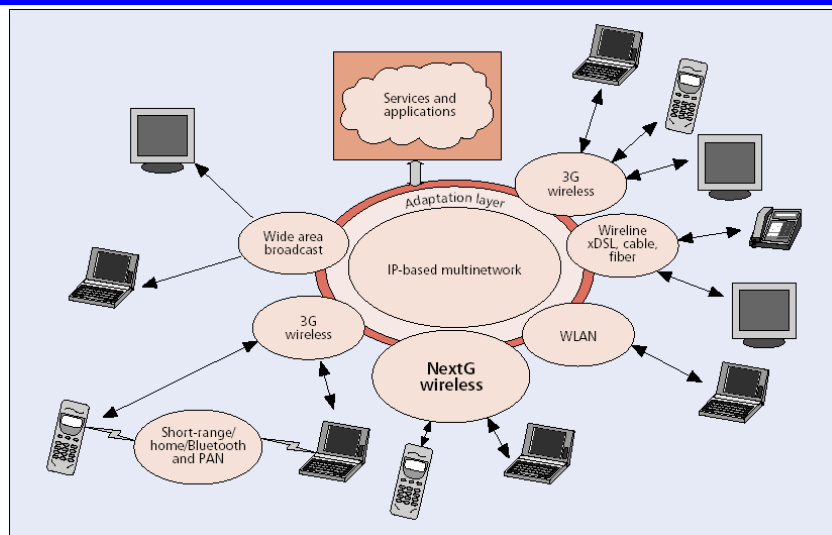 Services and
applications
3G
wireless
Adaptation layer
Wide area
broadcast
Wireline
xDSL, cable,
fiber
IP-based multinetwork
3G
wireless
WLAN
NextG
wireless
Short-range/
home/Bluetooth
and PAN